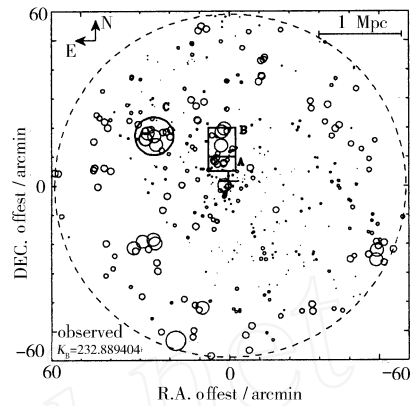 60
N
E
1 Mpc
C
B
A
0
DEC. offest / arcmin
observed
K_B=232.889404
-60
60
0
-60
R.A. offest / arcmin